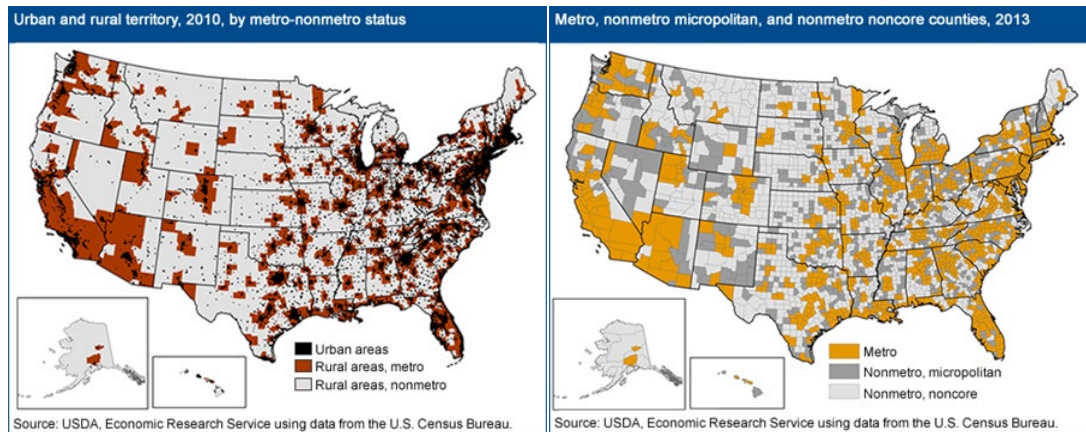 Urban and rural territory, 2010, by metro-nonmetro status
Urban areas
Rural areas, metro
Rural areas, nonmetro
Source: USDA, Economic Research Service using data from the U.S. Census Bureau.
Metro, nonmetro micropolitan, and nonmetro noncore counties, 2013
Metro
Nonmetro, micropolitan
Nonmetro, noncore
Source: USDA, Economic Research Service using data from the U.S. Census Bureau.